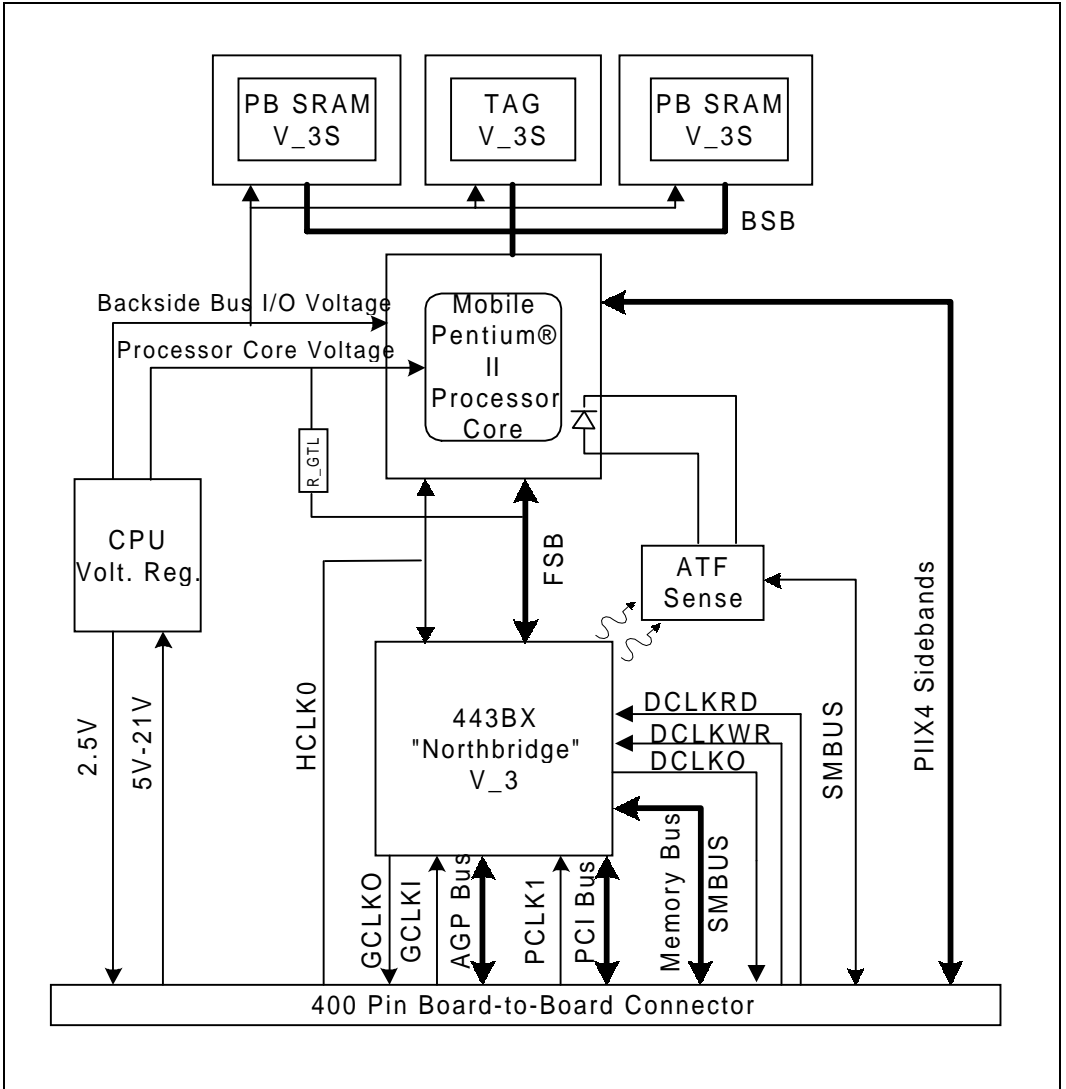 PB SRAM
V_3S
TAG
V_3S
PB SRAM
V_3S
BSB
Backside Bus I/O Voltage
Processor Core Voltage
Mobile
Pentium®
II
Processor
Core
R_GTL
CPU
Volt. Reg.
FSB
ATF
Sense
PIIX4 Sidebands
HCLK0
2.5V
5V-21V
443BX
"Northbridge"
V_3
DCLKRD
DCLKWR
DCLKO
SMBUS
GCLKO
GCLKI
AGP Bus
PCLK1
PCI Bus
Memory Bus
SMBUS
400 Pin Board-to-Board Connector